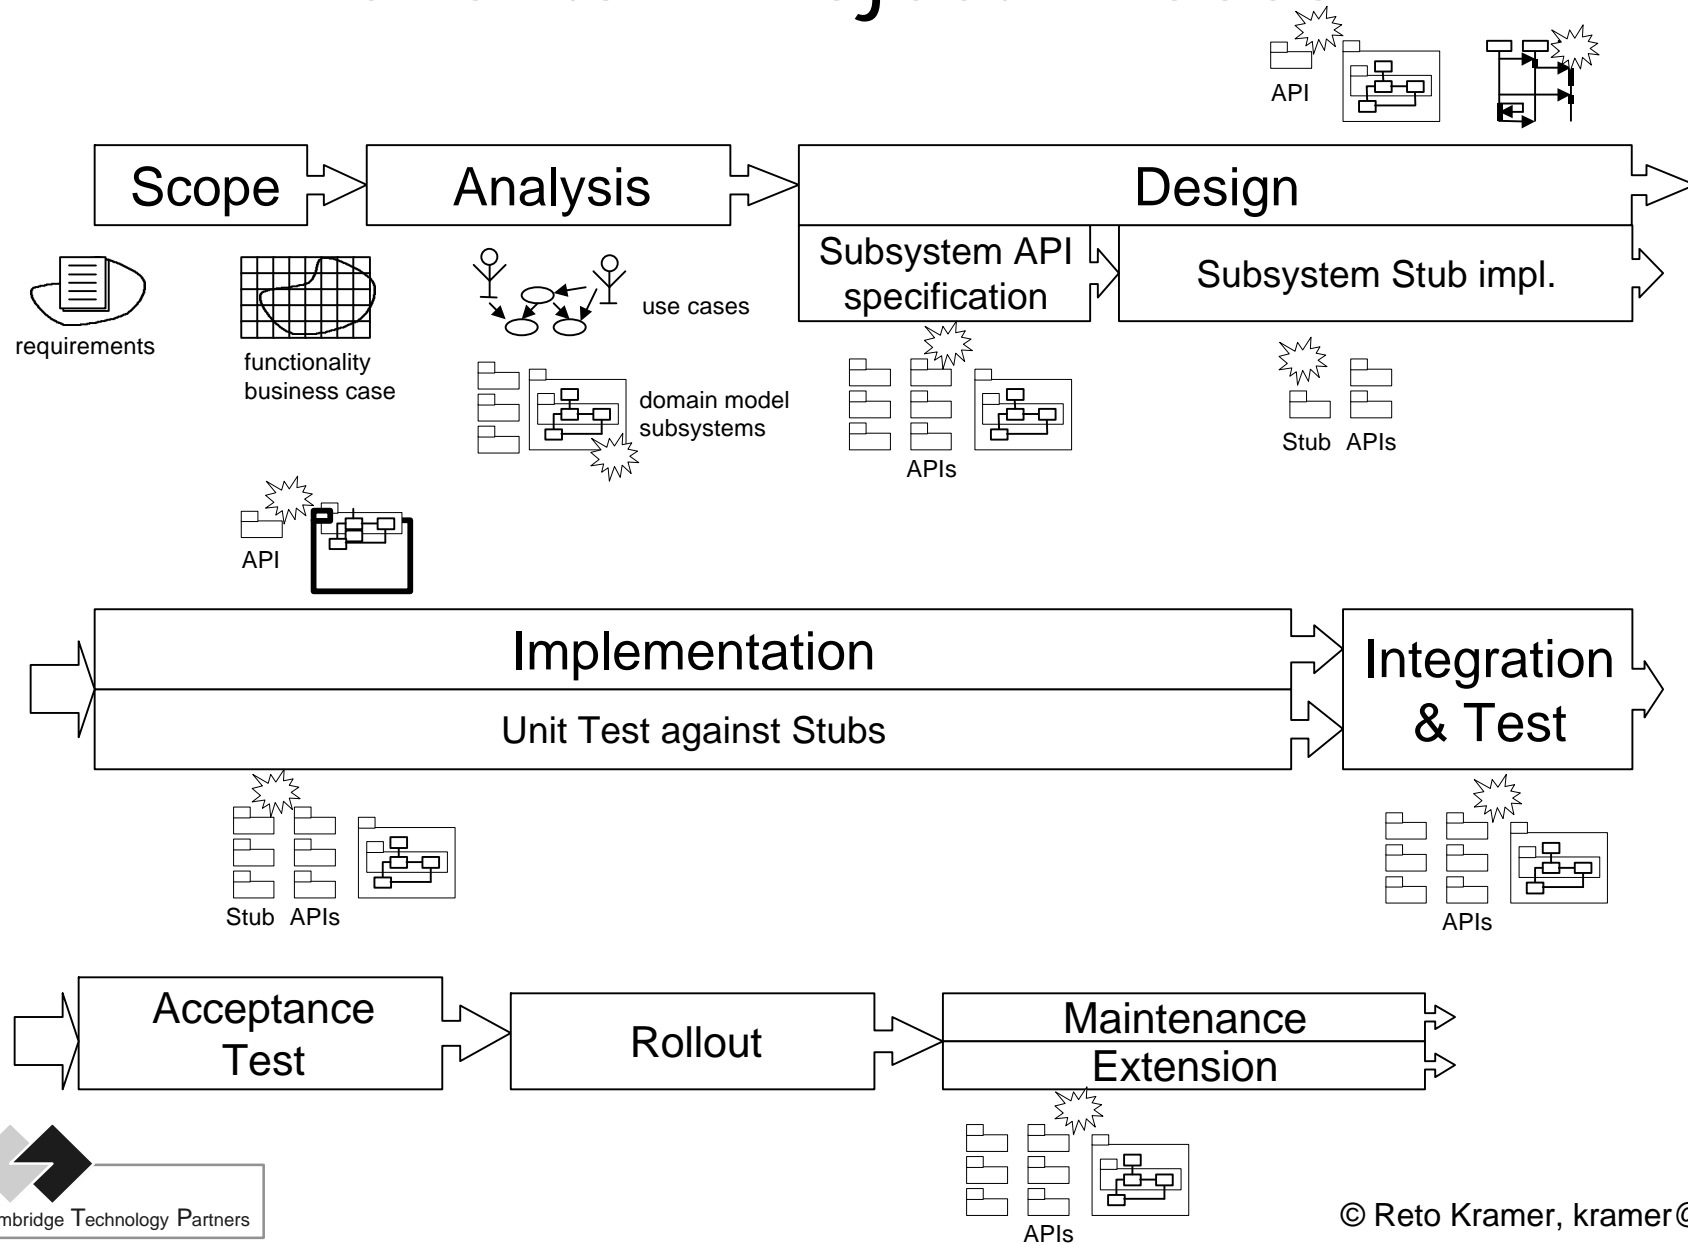 API
Scope
Analysis
Design
Subsystem API
specification
Subsystem Stub impl.
requirements
functionality
business case
use cases
domain model
subsystems
APIs
Stub APIs
API
Implementation
Unit Test against Stubs
Integration
& Test
Stub APIs
APIs
Acceptance
Test
Rollout
Maintenance
Extension
APIs
mbridge Technology Partners
© Reto Kramer, kramer@